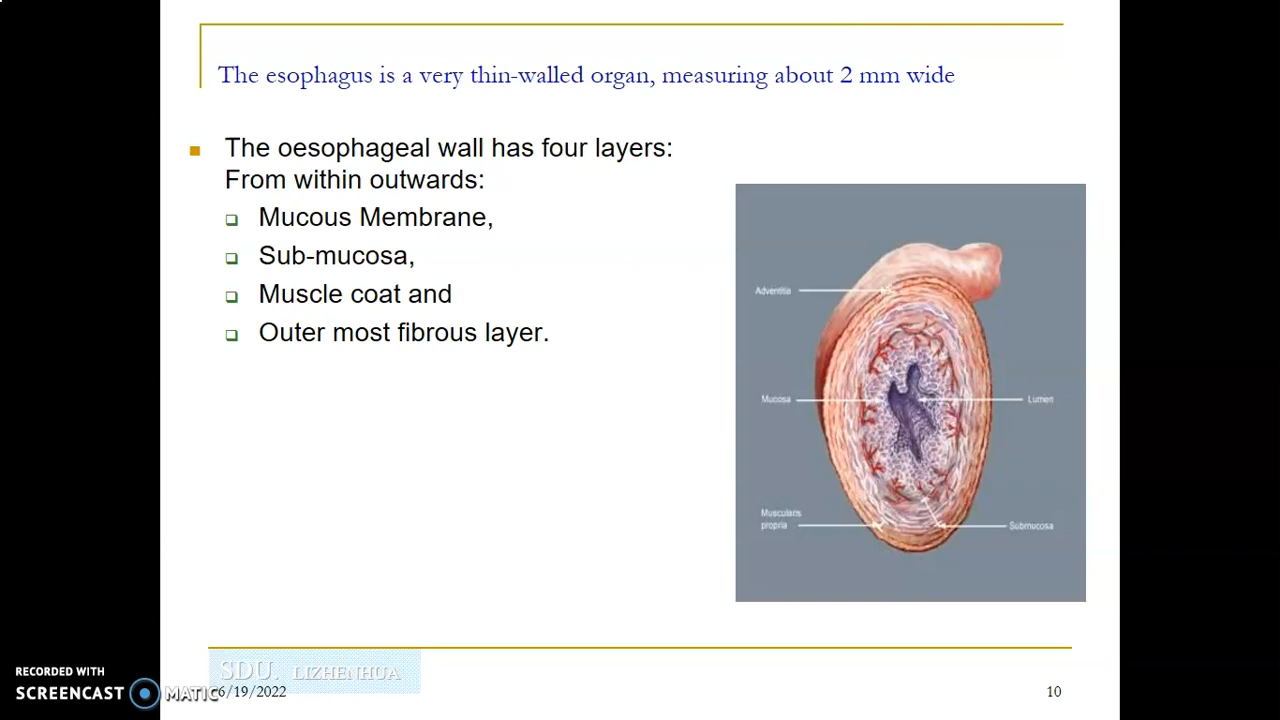 The esophagus is a very thin-walled organ, measuring about 2 mm wide
The oesophageal wall has four layers:
From within outwards:
Mucous Membrane,
Sub-mucosa,
Muscle coat and
Outer most fibrous layer.
Adventitia
Mucosa
Lumen
Muscularis
propria
Submucosa
SDU. LIZHENHUA
6/19/2022
10
RECORDED WITH
SCREENCAST MATIC